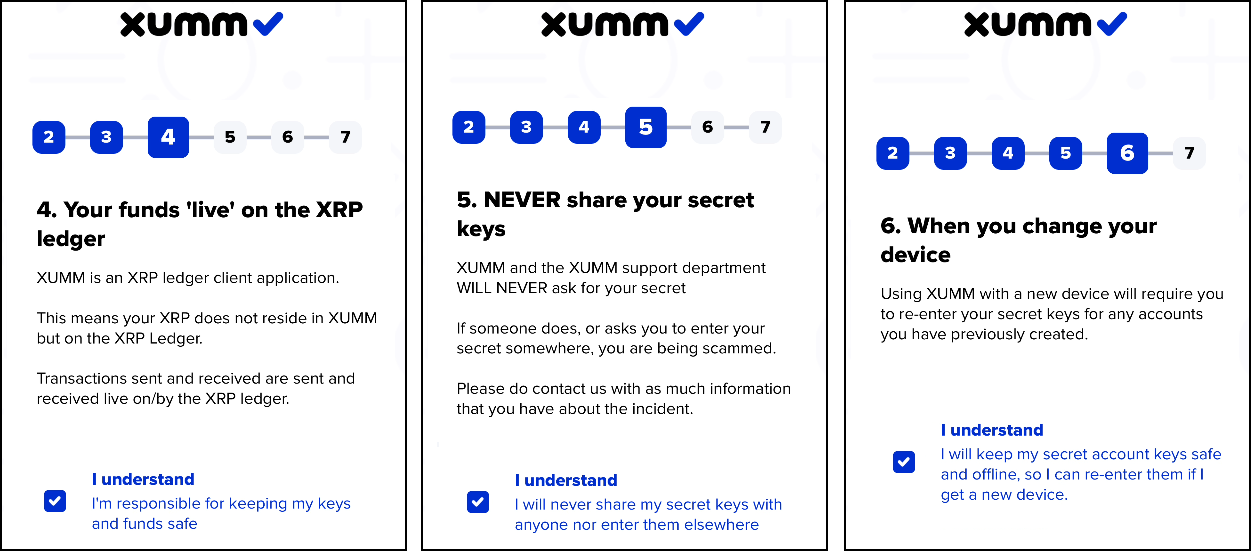 xumm
2 3 4 5 6 7
4. Your funds 'live' on the XRP
ledger
XUMM is an XRP ledger client application.
This means your XRP does not reside in XUMM
but on the XRP Ledger.
Transactions sent and received are sent and
received live on/by the XRP ledger.
I understand
I'm responsible for keeping my keys
and funds safe
xumm
2 3 4 5 6 7
5. NEVER share your secret
keys
XUMM and the XUMM support department
WILL NEVER ask for your secret
If someone does, or asks you to enter your
secret somewhere, you are being scammed.
Please do contact us with as much information
that you have about the incident.
I understand
I will never share my secret keys with
anyone nor enter them elsewhere
xumm
2 3 4 5 6 7
6. When you change your
device
Using XUMM with a new device will require you
to re-enter your secret keys for any accounts
you have previously created.
I understand
I will keep my secret account keys safe
and offline, so I can re-enter them if I
get a new device.